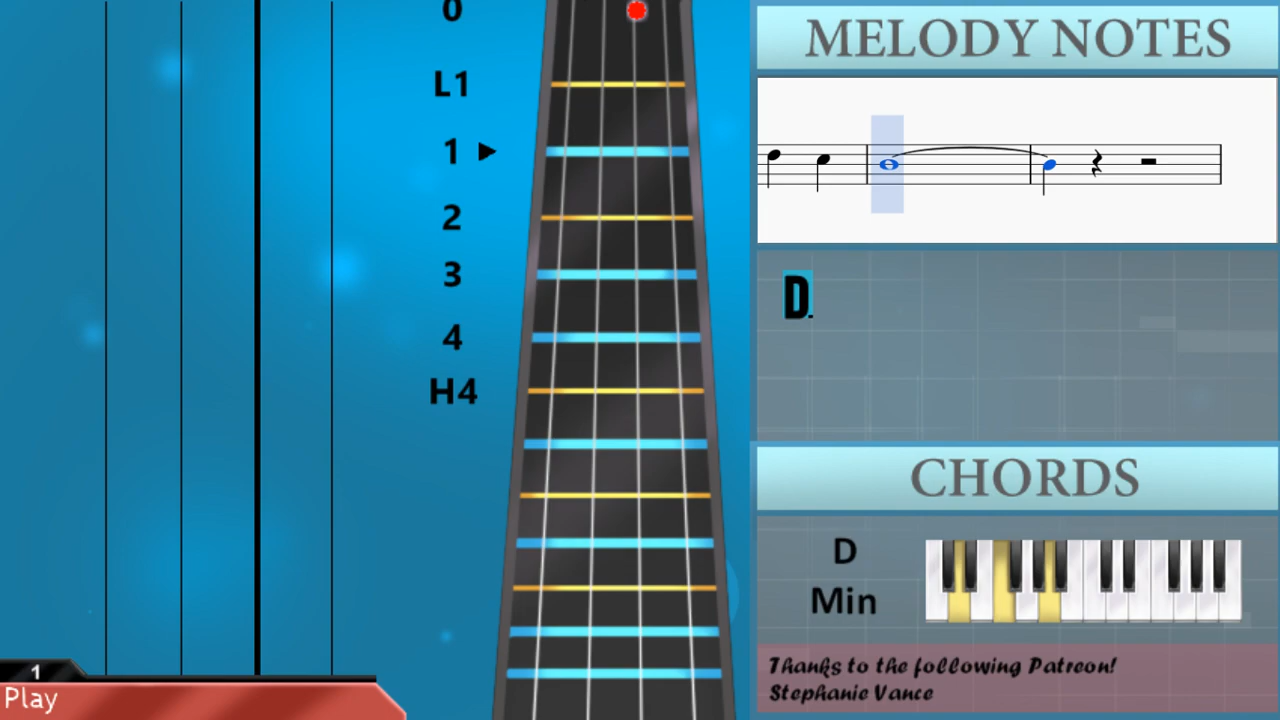 0
L1
1
2
3
4
H4
1
Play
MELODY NOTES
D.
CHORDS
D
Min
Thanks to the following Patreon!
Stephanie Vance